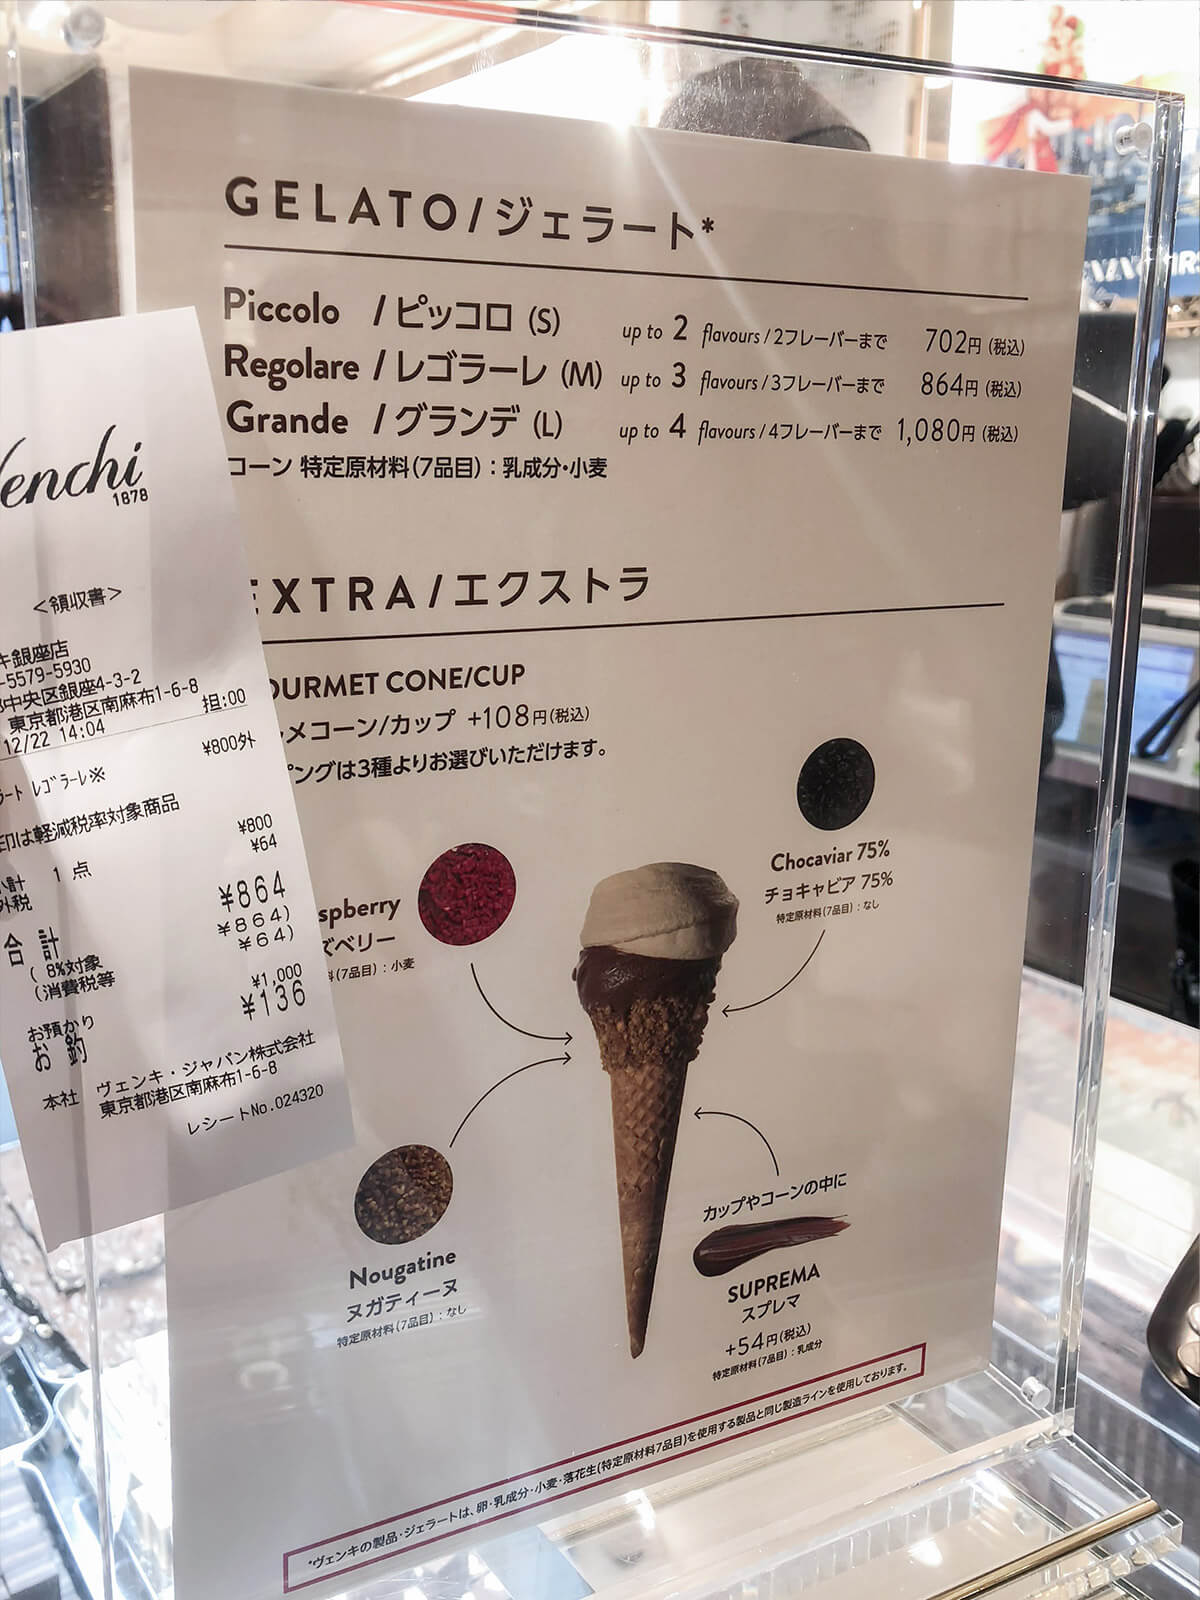 GELATO/ジェラート*
Piccolo /ピッコロ (S) up to 2 flavours/2フレーバーまで 702円(税込)
Regolare /レゴラーレ (M) up to 3 flavours/3フレーバーまで 864円(税込)
Grande /グランデ (L) up to 4 flavours/4フレーバーまで 1,080円(税込)
コーン 特定原材料(7品目):乳成分・小麦
EXTRA/エクストラ
OURMET CONE/CUP
メコーン/カップ +108円(税込)
ングは3種よりお選びいただけます。
Chocaviar 75%
チョキャビア 75%
特定原材料(7品目):なし
spberry
ズベリー
(7品目):小麦
Nougatine
ヌガティーヌ
特定原材料(7品目):なし
カップやコーンの中に
SUPREMA
スプレマ
+54円(税込)
特定原材料(7品目):乳成分
*ヴェンキの製品・ジェラートは、卵・乳成分・小麦・落花生(特定原材料7品目)を使用する製品と同じ製造ラインを使用しております。
Venchi
1878
<領収書>
キ銀座店
-5579-5930
中央区銀座4-3-2
東京都港区南麻布1-6-8
12/22 14:04 担:00
¥800外
ラート レゴラーレ※
印は軽減税率対象商品
小計 1点 ¥800
外税 ¥64
合計 ¥864
( 8%対象 ¥864)
(消費税等 ¥64)
お預かり ¥1,000
お釣 ¥136
本社 ヴェンキ・ジャパン株式会社
東京都港区南麻布1-6-8
レシートNo.024320